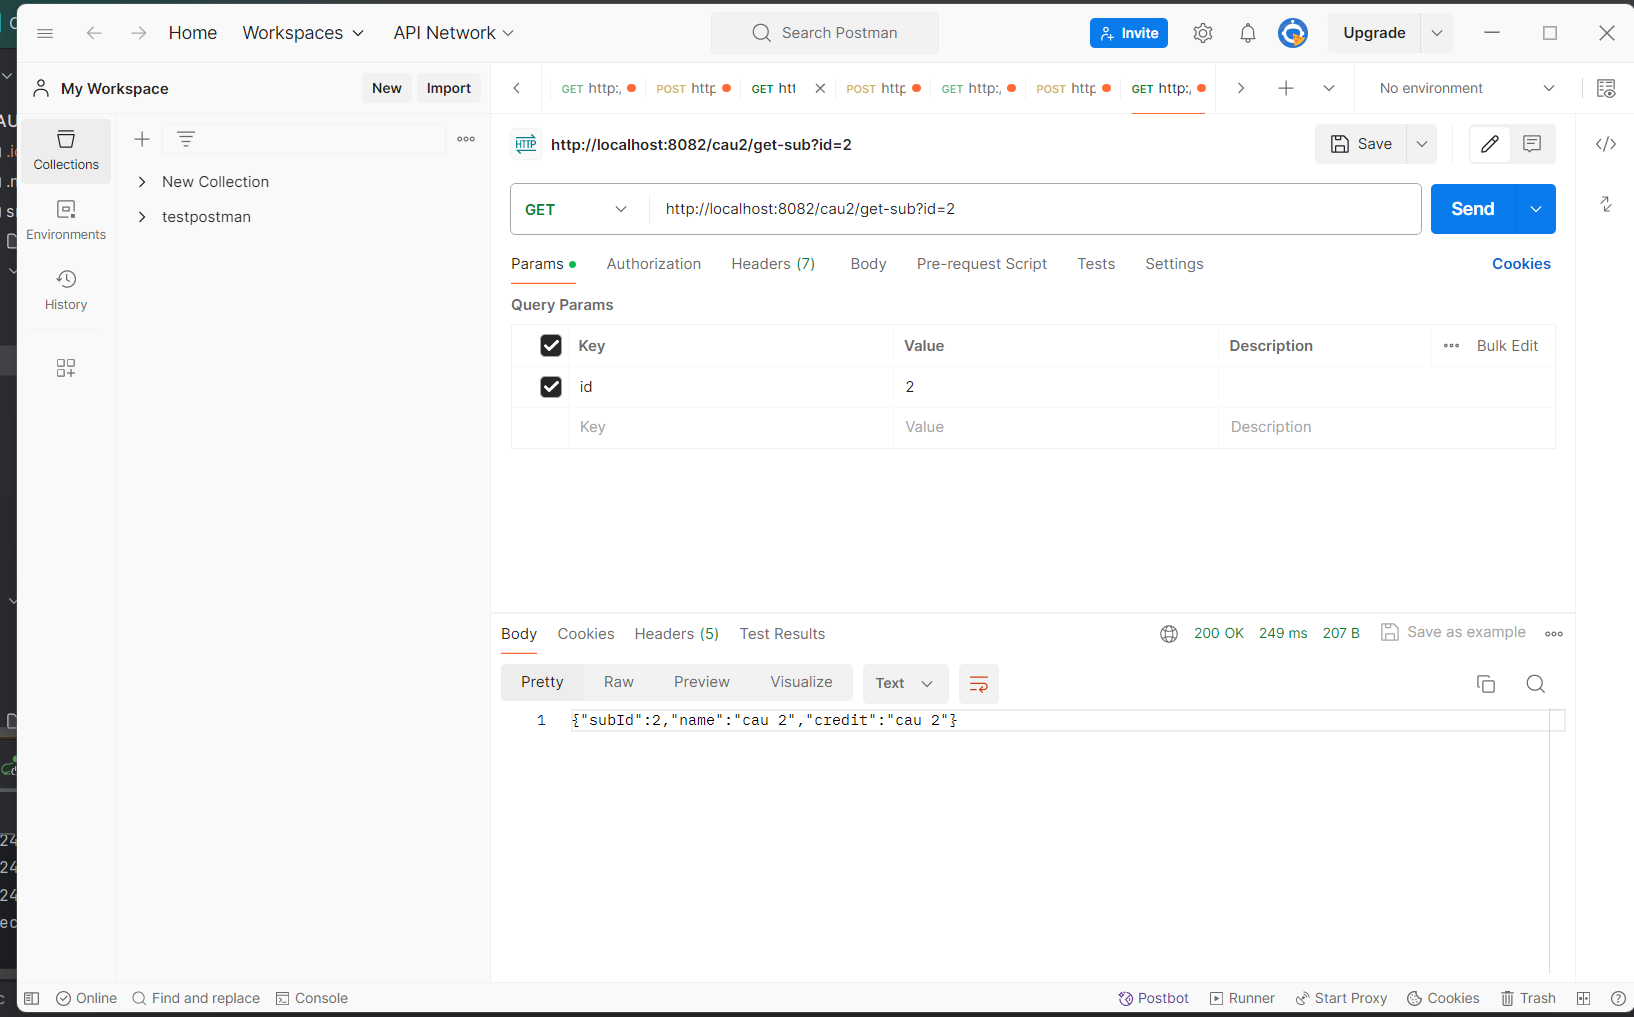 Home Workspaces API Network Search Postman Invite Upgrade
My Workspace New Import GET http:/ POST http GET htt POST http GET http:/ POST http GET http:/ No environment
Collections
Environments
History
New Collection
testpostman
HTTP http://localhost:8082/cau2/get-sub?id=2 Save
GET http://localhost:8082/cau2/get-sub?id=2 Send
Params Authorization Headers (7) Body Pre-request Script Tests Settings Cookies
Query Params
Key Value Description Bulk Edit
id 2
Key Value Description
Body Cookies Headers (5) Test Results 200 OK 249 ms 207 B Save as example
Pretty Raw Preview Visualize Text
1 {"subId":2,"name":"cau 2","credit":"cau 2"}
24
24
24
ec
Online Find and replace Console Postbot Runner Start Proxy Cookies Trash